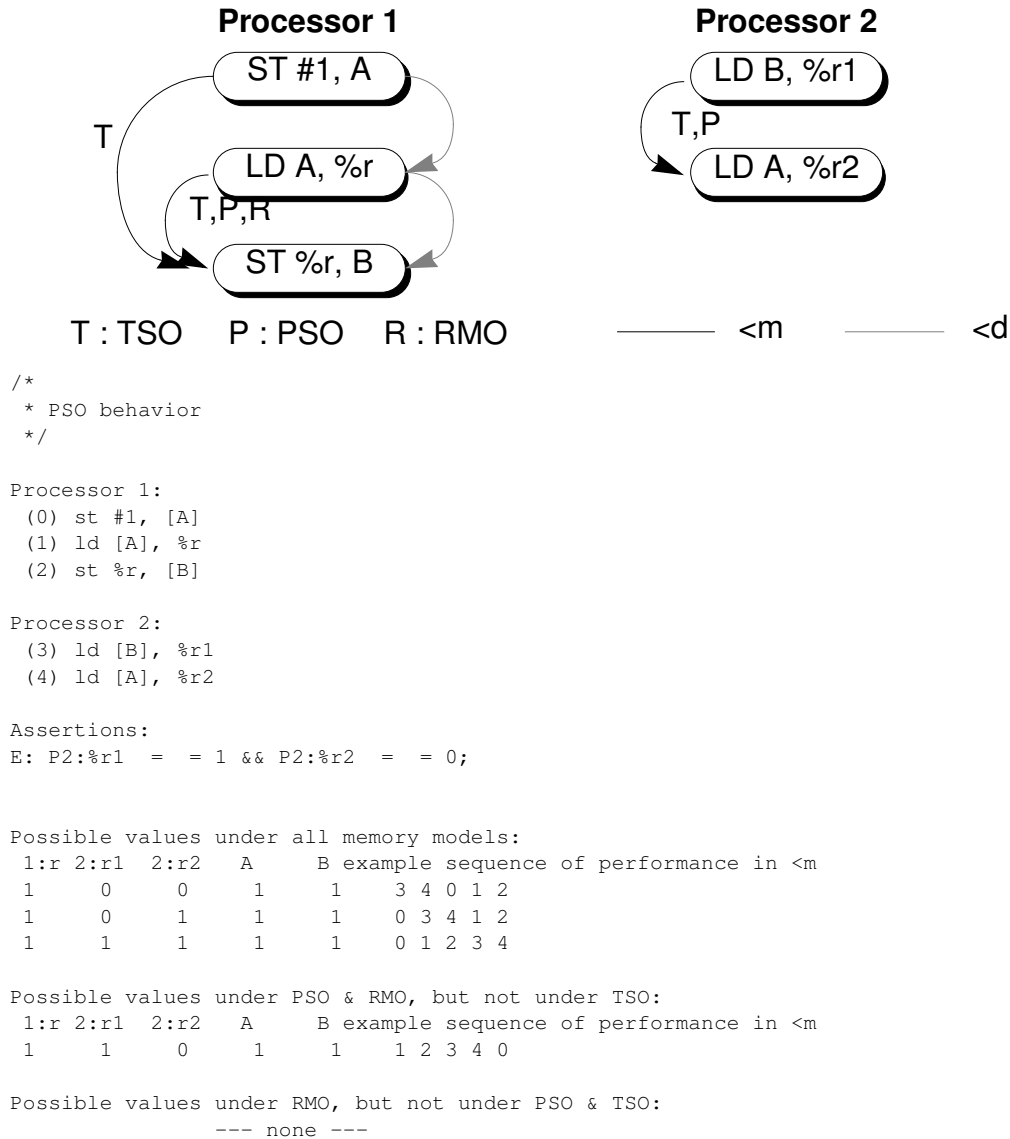 Processor 1 Processor 2
ST #1, A LD B, %r1
T T,P
LD A, %r LD A, %r2
T,P,R
ST %r, B
T : TSO P : PSO R : RMO <m <d
/*
 * PSO behavior
 */
Processor 1:
 (0) st #1, [A]
 (1) ld [A], %r
 (2) st %r, [B]
Processor 2:
 (3) ld [B], %r1
 (4) ld [A], %r2
Assertions:
E: P2:%r1 = = 1 && P2:%r2 = = 0;
Possible values under all memory models:
 1:r 2:r1 2:r2 A B example sequence of performance in <m
 1 0 0 1 1 3 4 0 1 2
 1 0 1 1 1 0 3 4 1 2
 1 1 1 1 1 0 1 2 3 4
Possible values under PSO & RMO, but not under TSO:
 1:r 2:r1 2:r2 A B example sequence of performance in <m
 1 1 0 1 1 1 2 3 4 0
Possible values under RMO, but not under PSO & TSO:
 --- none ---